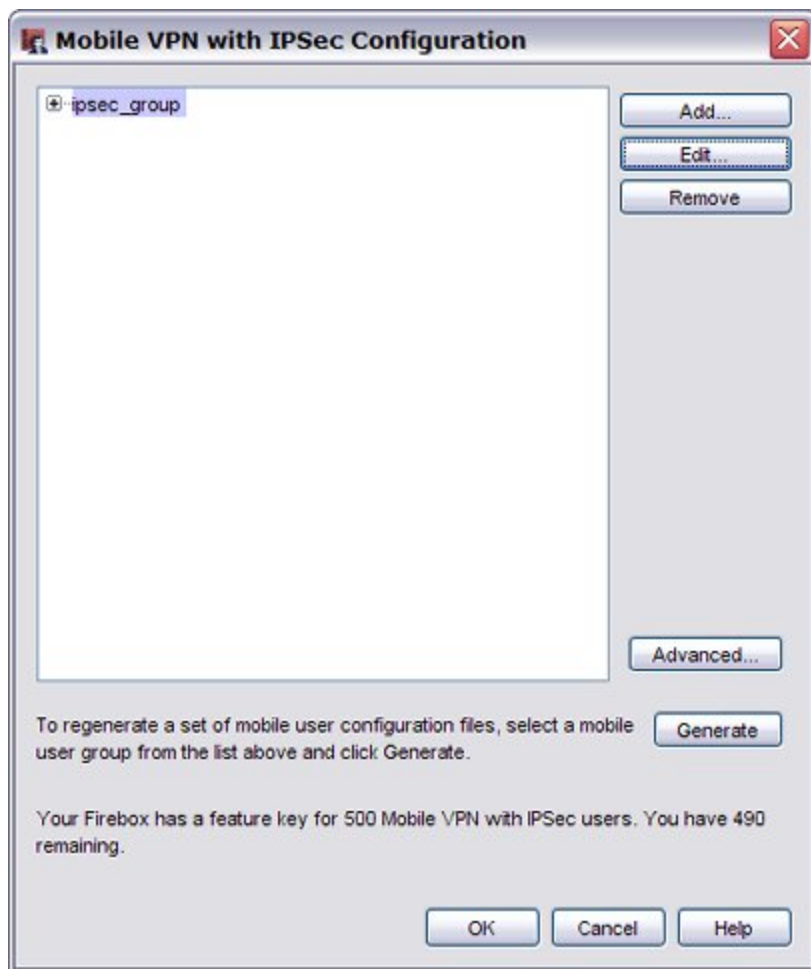 Mobile VPN with IPSec Configuration
ipsec_group
Add...
Edit...
Remove
Advanced...
To regenerate a set of mobile user configuration files, select a mobile
user group from the list above and click Generate.
Generate
Your Firebox has a feature key for 500 Mobile VPN with IPSec users. You have 490
remaining.
OK
Cancel
Help